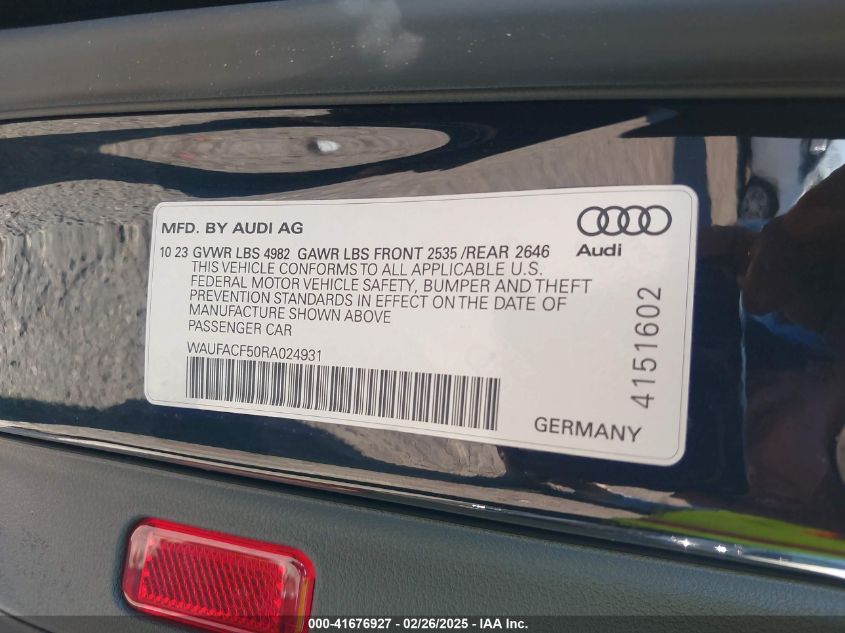 MFD. BY AUDI AG
Audi
10 23 GVWR LBS 4982 GAWR LBS FRONT 2535 /REAR 2646
THIS VEHICLE CONFORMS TO ALL APPLICABLE U.S.
FEDERAL MOTOR VEHICLE SAFETY, BUMPER AND THEFT
PREVENTION STANDARDS IN EFFECT ON THE DATE OF
MANUFACTURE SHOWN ABOVE
PASSENGER CAR
WAUFACF50RA024931
41151602
GERMANY
000-41676927 - 02/26/2025 - IAA Inc.